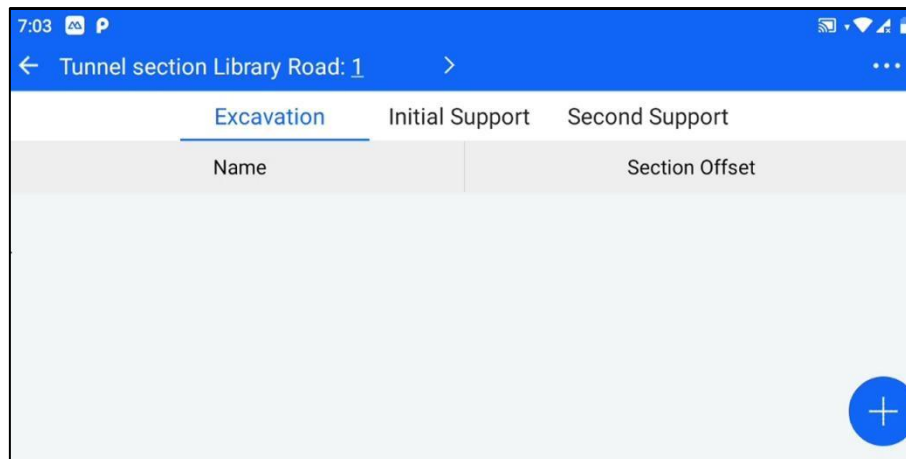 7:03
Tunnel section Library Road: 1
Excavation Initial Support Second Support
Name Section Offset